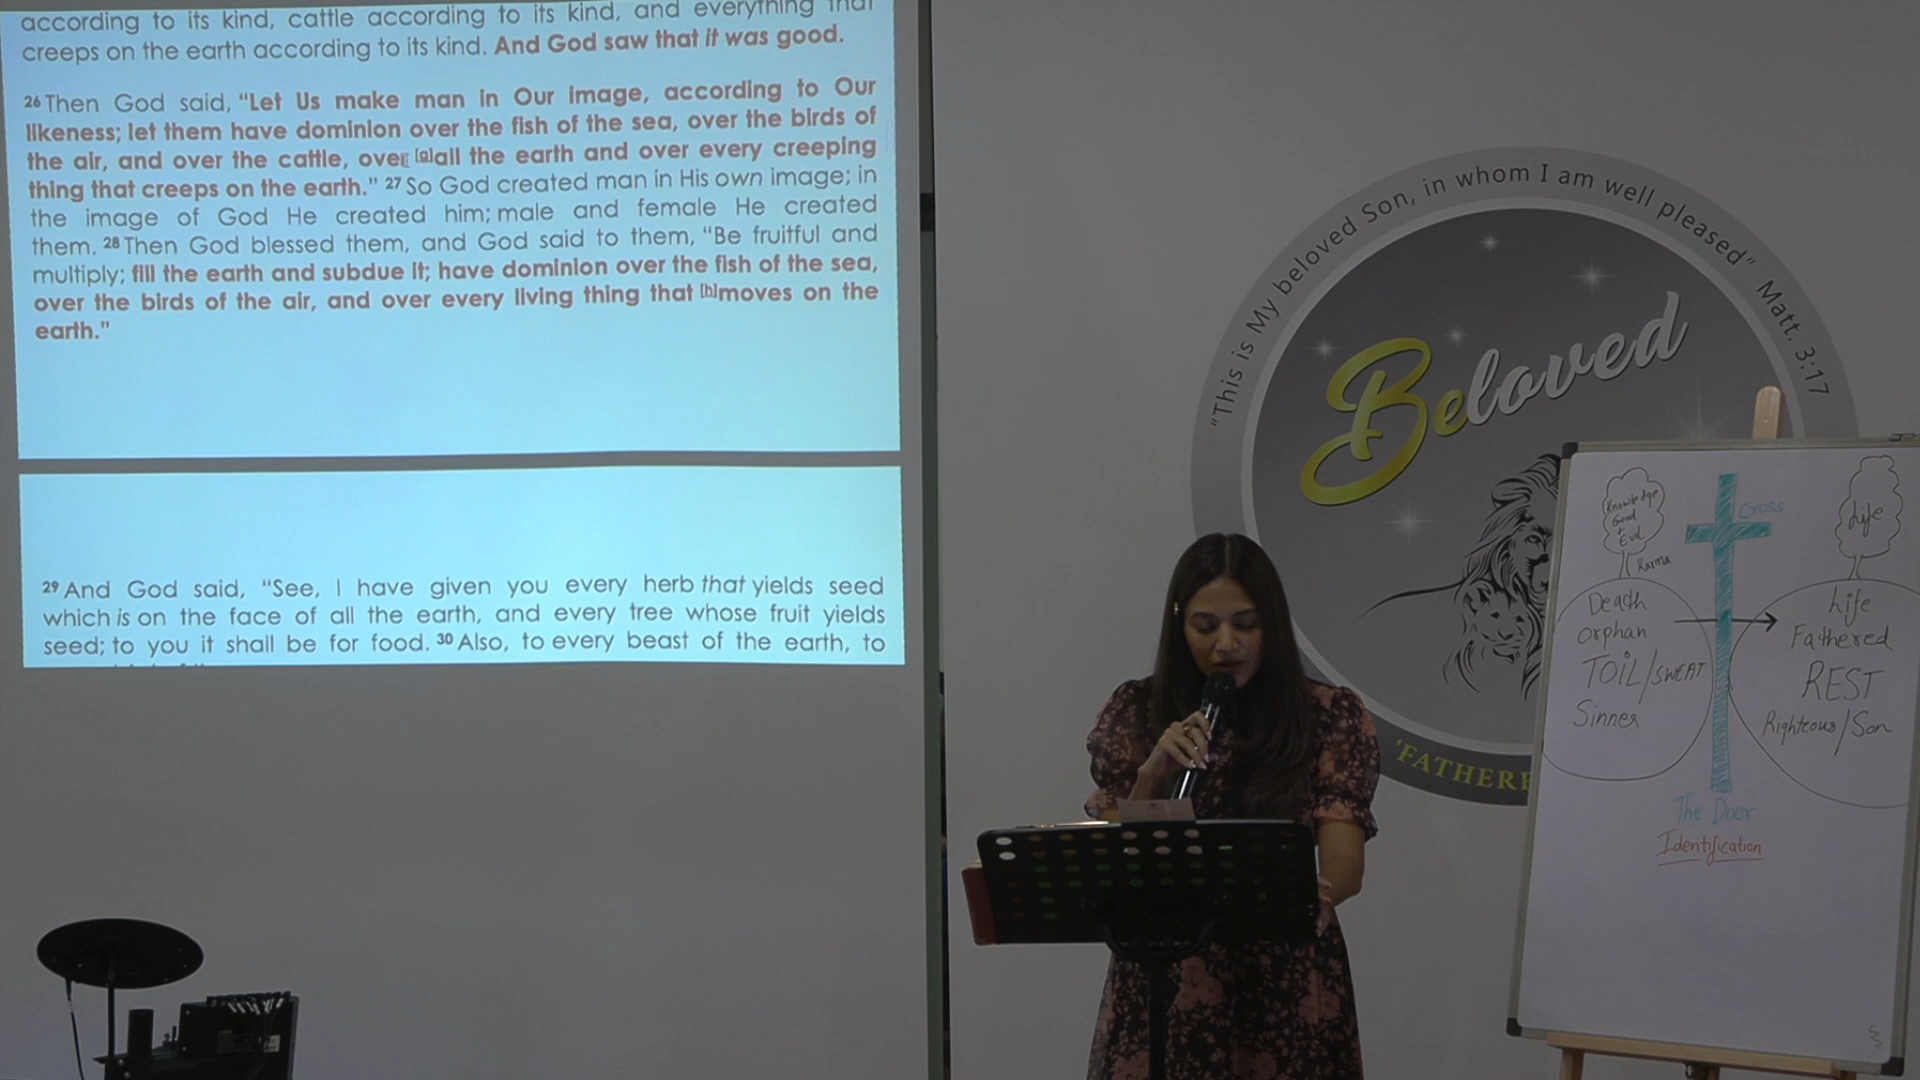 according to its kind, cattle according to its kind, and everything that
creeps on the earth according to its kind. And God saw that it was good.
26 Then God said, “Let Us make man in Our image, according to Our
likeness; let them have dominion over the fish of the sea, over the birds of
the air, and over the cattle, over [a]all the earth and over every creeping
thing that creeps on the earth.” 27 So God created man in His own image; in
the image of God He created him; male and female He created
them. 28 Then God blessed them, and God said to them, “Be fruitful and
multiply; fill the earth and subdue it; have dominion over the fish of the sea,
over the birds of the air, and over every living thing that [b]moves on the
earth.”
29 And God said, “See, I have given you every herb that yields seed
which is on the face of all the earth, and every tree whose fruit yields
seed; to you it shall be for food. 30 Also, to every beast of the earth, to
"This is My beloved Son, in whom I am well pleased" Matt. 3:17
Beloved
'FATHERE
Knowledge
Good
&
Evil
Karma
Cross
Life
Death
Orphan
TOIL/SWEAT
Sinner
Life
Fathered
REST
Righteous/Son
The Door
Identification